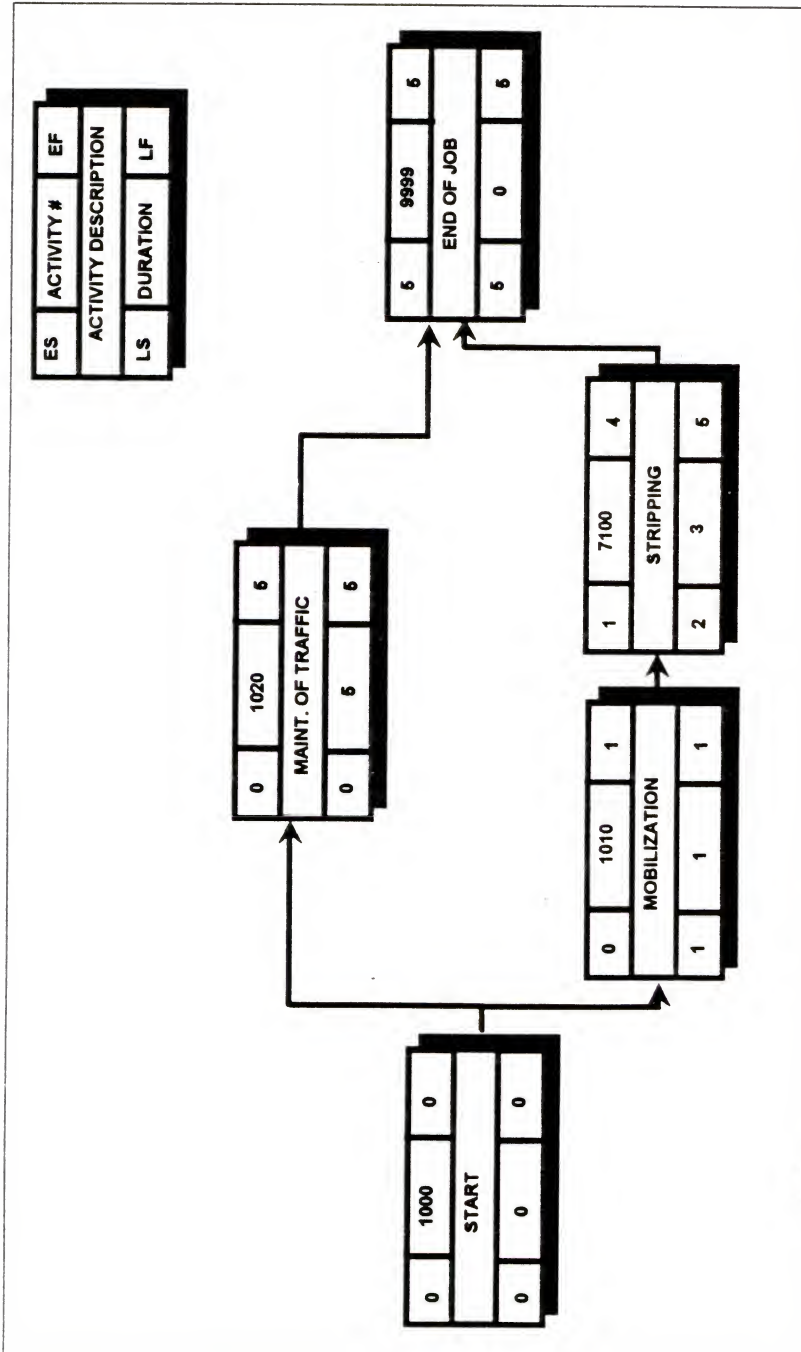 ES ACTIVITY # EF
ACTIVITY DESCRIPTION
LS DURATION LF
0 1020 5
MAINT. OF TRAFFIC
0 5 5
0 1000 0
START
0 0 0
5 9999 5
END OF JOB
5 0 5
0 1010 1
MOBILIZATION
1 1 1
1 7100 4
STRIPPING
2 3 5